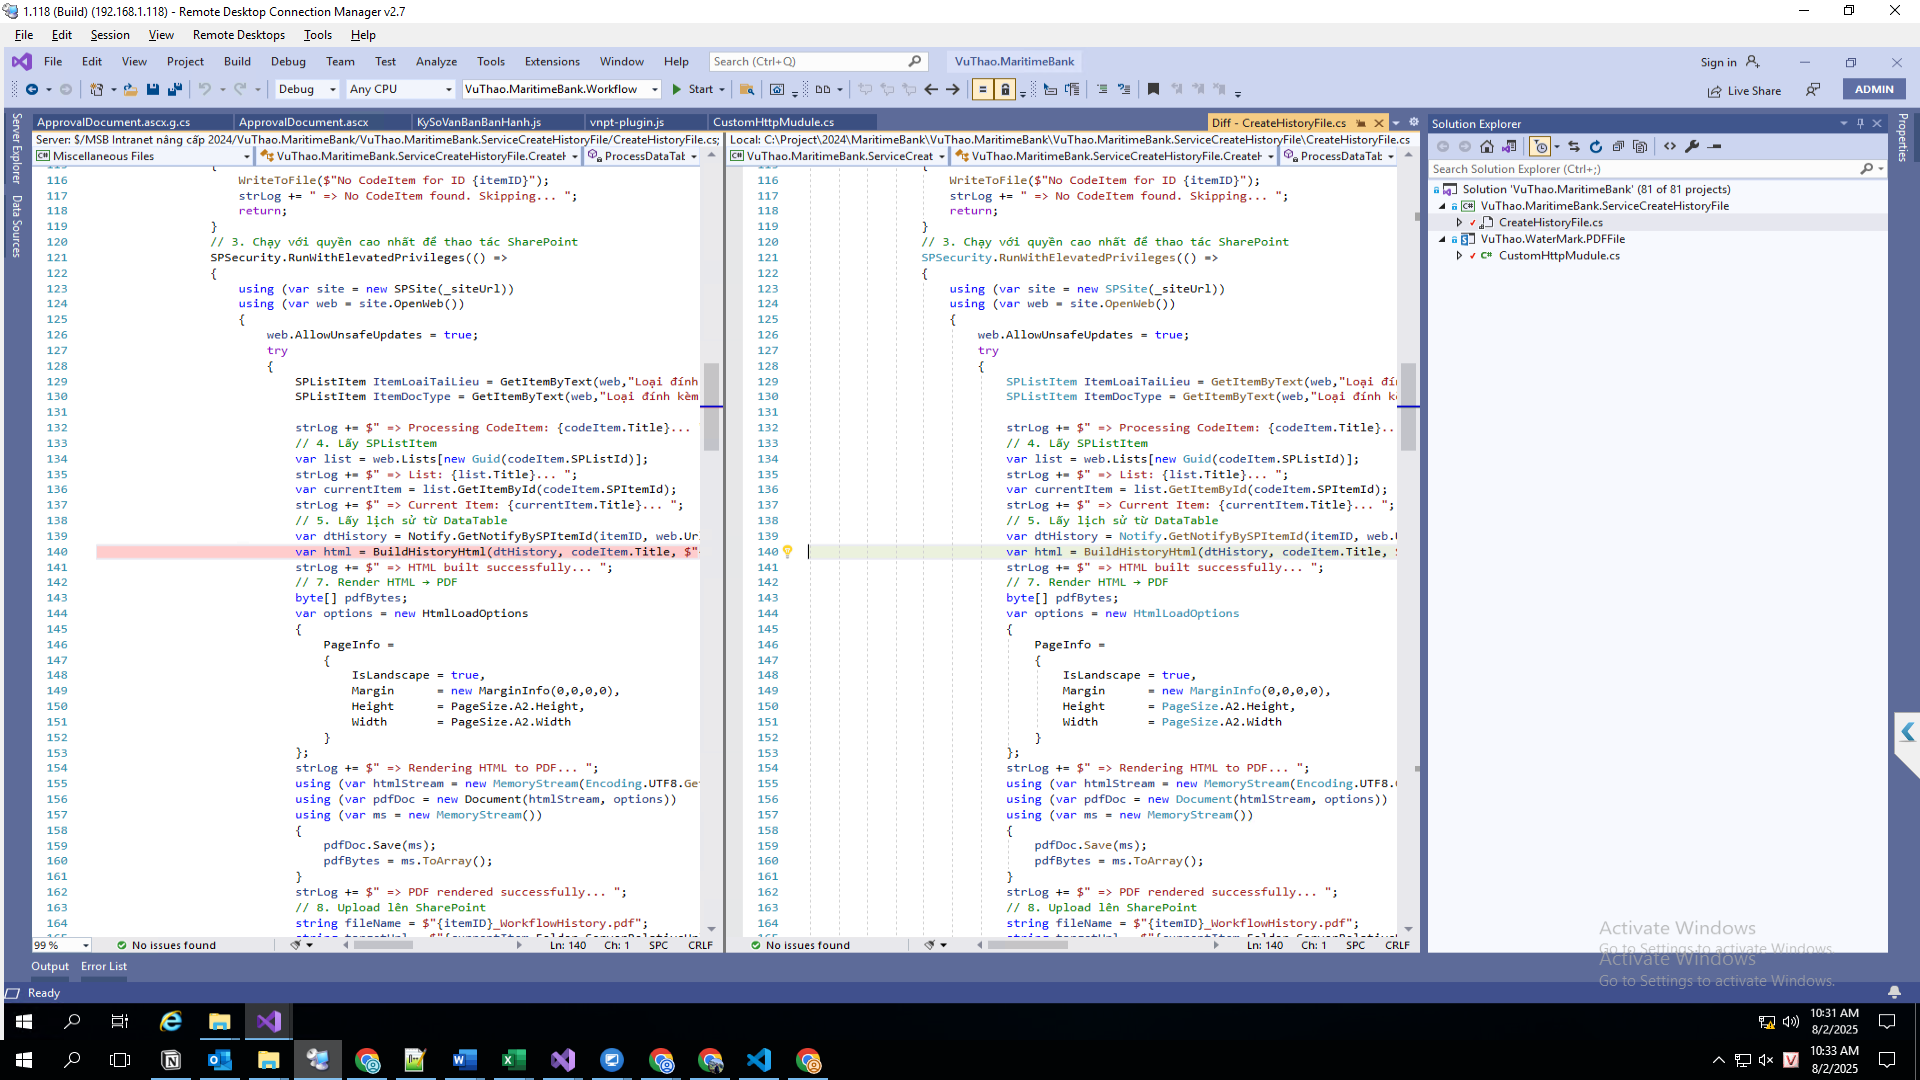 1.118 (Build) (192.168.1.118) - Remote Desktop Connection Manager v2.7
File Edit Session View Remote Desktops Tools Help
File Edit View Project Build Debug Team Test Analyze Tools Extensions Window Help Search (Ctrl+Q) VuThao.MaritimeBank Sign in
Debug Any CPU VuThao.MaritimeBank.Workflow Start Live Share ADMIN
ApprovalDocument.ascx.g.cs ApprovalDocument.ascx KySoVanBanBanHanh.js vnpt-plugin.js CustomHttpMudule.cs Diff - CreateHistoryFile.cs
Server: $/MSB Intranet nâng cấp 2024/VuThao.MaritimeBank/VuThao.MaritimeBank.ServiceCreateHistoryFile/CreateHistoryFile.cs;
Miscellaneous Files VuThao.MaritimeBank.ServiceCreateHistoryFile.CreateH ProcessDataTab
116 WriteToFile($"No CodeItem for ID {itemID}");
117 strLog += " => No CodeItem found. Skipping... ";
118 return;
119 }
120 // 3. Chạy với quyền cao nhất để thao tác SharePoint
121 SPSecurity.RunWithElevatedPrivileges(() =>
122 {
123 using (var site = new SPSite(_siteUrl))
124 using (var web = site.OpenWeb())
125 {
126 web.AllowUnsafeUpdates = true;
127 try
128 {
129 SPListItem ItemLoaiTaiLieu = GetItemByText(web,"Loại đính
130 SPListItem ItemDocType = GetItemByText(web,"Loại đính kèm
131
132 strLog += $" => Processing CodeItem: {codeItem.Title}...
133 // 4. Lấy SPListItem
134 var list = web.Lists[new Guid(codeItem.SPListId)];
135 strLog += $" => List: {list.Title}... ";
136 var currentItem = list.GetItemById(codeItem.SPItemId);
137 strLog += $" => Current Item: {currentItem.Title}... ";
138 // 5. Lấy lịch sử từ DataTable
139 var dtHistory = Notify.GetNotifyBySPItemId(itemID, web.Ur
140 var html = BuildHistoryHtml(dtHistory, codeItem.Title, $"
141 strLog += $" => HTML built successfully... ";
142 // 7. Render HTML → PDF
143 byte[] pdfBytes;
144 var options = new HtmlLoadOptions
145 {
146 PageInfo =
147 {
148 IsLandscape = true,
149 Margin = new MarginInfo(0,0,0,0),
150 Height = PageSize.A2.Height,
151 Width = PageSize.A2.Width
152 }
153 };
154 strLog += $" => Rendering HTML to PDF... ";
155 using (var htmlStream = new MemoryStream(Encoding.UTF8.Ge
156 using (var pdfDoc = new Document(htmlStream, options))
157 using (var ms = new MemoryStream())
158 {
159 pdfDoc.Save(ms);
160 pdfBytes = ms.ToArray();
161 }
162 strLog += $" => PDF rendered successfully... ";
163 // 8. Upload lên SharePoint
164 string fileName = $"{itemID}_WorkflowHistory.pdf";
99 % No issues found Ln: 140 Ch: 1 SPC CRLF
Local: C:\Project\2024\MaritimeBank\VuThao.MaritimeBank\VuThao.MaritimeBank.ServiceCreateHistoryFile\CreateHistoryFile.cs
VuThao.MaritimeBank.ServiceCreat VuThao.MaritimeBank.ServiceCreateHistoryFile.CreateH ProcessDataTab
116 WriteToFile($"No CodeItem for ID {itemID}");
117 strLog += " => No CodeItem found. Skipping... ";
118 return;
119 }
120 // 3. Chạy với quyền cao nhất để thao tác SharePoint
121 SPSecurity.RunWithElevatedPrivileges(() =>
122 {
123 using (var site = new SPSite(_siteUrl))
124 using (var web = site.OpenWeb())
125 {
126 web.AllowUnsafeUpdates = true;
127 try
128 {
129 SPListItem ItemLoaiTaiLieu = GetItemByText(web,"Loại đín
130 SPListItem ItemDocType = GetItemByText(web,"Loại đính k
131
132 strLog += $" => Processing CodeItem: {codeItem.Title}..
133 // 4. Lấy SPListItem
134 var list = web.Lists[new Guid(codeItem.SPListId)];
135 strLog += $" => List: {list.Title}... ";
136 var currentItem = list.GetItemById(codeItem.SPItemId);
137 strLog += $" => Current Item: {currentItem.Title}... ";
138 // 5. Lấy lịch sử từ DataTable
139 var dtHistory = Notify.GetNotifyBySPItemId(itemID, web.U
140 var html = BuildHistoryHtml(dtHistory, codeItem.Title,
141 strLog += $" => HTML built successfully... ";
142 // 7. Render HTML → PDF
143 byte[] pdfBytes;
144 var options = new HtmlLoadOptions
145 {
146 PageInfo =
147 {
148 IsLandscape = true,
149 Margin = new MarginInfo(0,0,0,0),
150 Height = PageSize.A2.Height,
151 Width = PageSize.A2.Width
152 }
153 };
154 strLog += $" => Rendering HTML to PDF... ";
155 using (var htmlStream = new MemoryStream(Encoding.UTF8.
156 using (var pdfDoc = new Document(htmlStream, options))
157 using (var ms = new MemoryStream())
158 {
159 pdfDoc.Save(ms);
160 pdfBytes = ms.ToArray();
161 }
162 strLog += $" => PDF rendered successfully... ";
163 // 8. Upload lên SharePoint
164 string fileName = $"{itemID}_WorkflowHistory.pdf";
No issues found Ln: 140 Ch: 1 SPC CRLF
Server Explorer
Data Sources
Solution Explorer
Search Solution Explorer (Ctrl+;)
Solution 'VuThao.MaritimeBank' (81 of 81 projects)
VuThao.MaritimeBank.ServiceCreateHistoryFile
CreateHistoryFile.cs
VuThao.WaterMark.PDFFile
CustomHttpMudule.cs
Properties
Activate Windows
Go to Settings to activate Windows.
Activate Windows
Go to Settings to activate Windows.
Output Error List
Ready
10:31 AM
8/2/2025
10:33 AM
8/2/2025